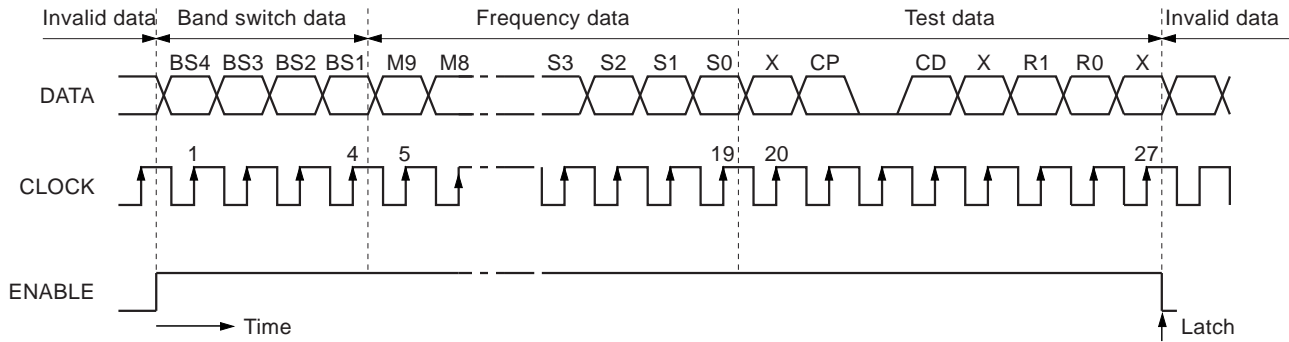 Invalid data Band switch data Frequency data Test data Invalid data
BS4 BS3 BS2 BS1 M9 M8 S3 S2 S1 S0 X CP CD X R1 R0 X
DATA
1 4 5 19 20 27
CLOCK
ENABLE
Time Latch